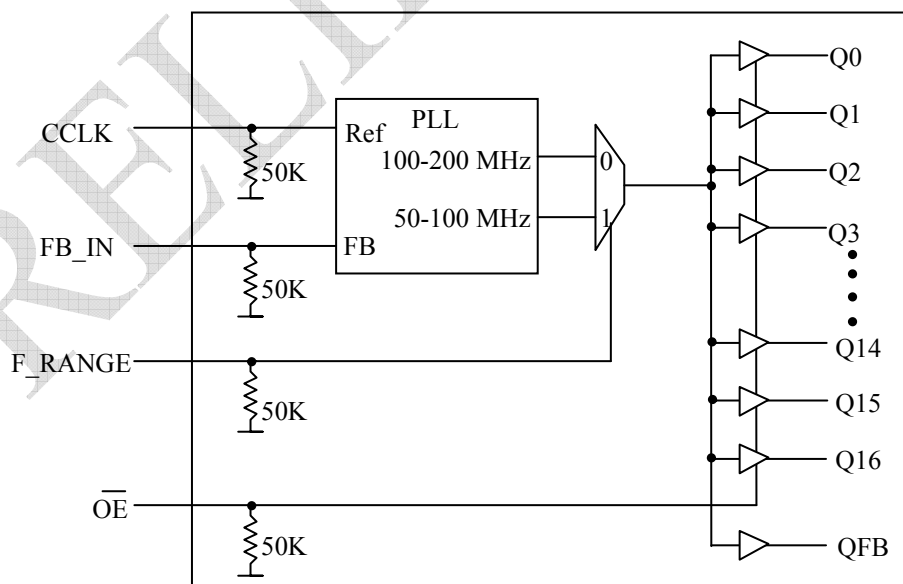 CCLK
FB_IN
F_RANGE
OE
50K
50K
50K
50K
PLL
Ref
100-200 MHz
50-100 MHz
FB
0
1
Q0
Q1
Q2
Q3
Q14
Q15
Q16
QFB